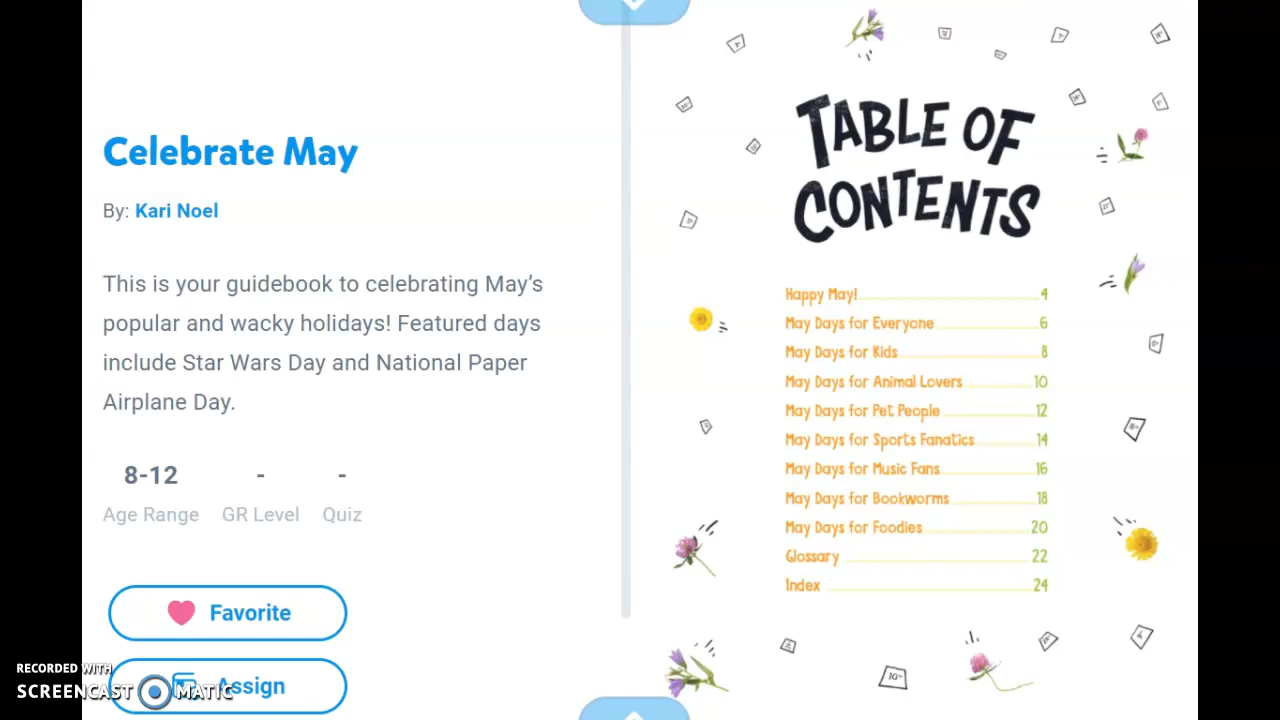 Celebrate May
By: Kari Noel
This is your guidebook to celebrating May's
popular and wacky holidays! Featured days
include Star Wars Day and National Paper
Airplane Day.
8-12 - -
Age Range GR Level Quiz
Favorite
Assign
RECORDED WITH
SCREENCAST MATIC
TABLE OF
CONTENTS
Happy May! 4
May Days for Everyone 6
May Days for Kids 8
May Days for Animal Lovers 10
May Days for Pet People 12
May Days for Sports Fanatics 14
May Days for Music Fans 16
May Days for Bookworms 18
May Days for Foodies 20
Glossary 22
Index 24